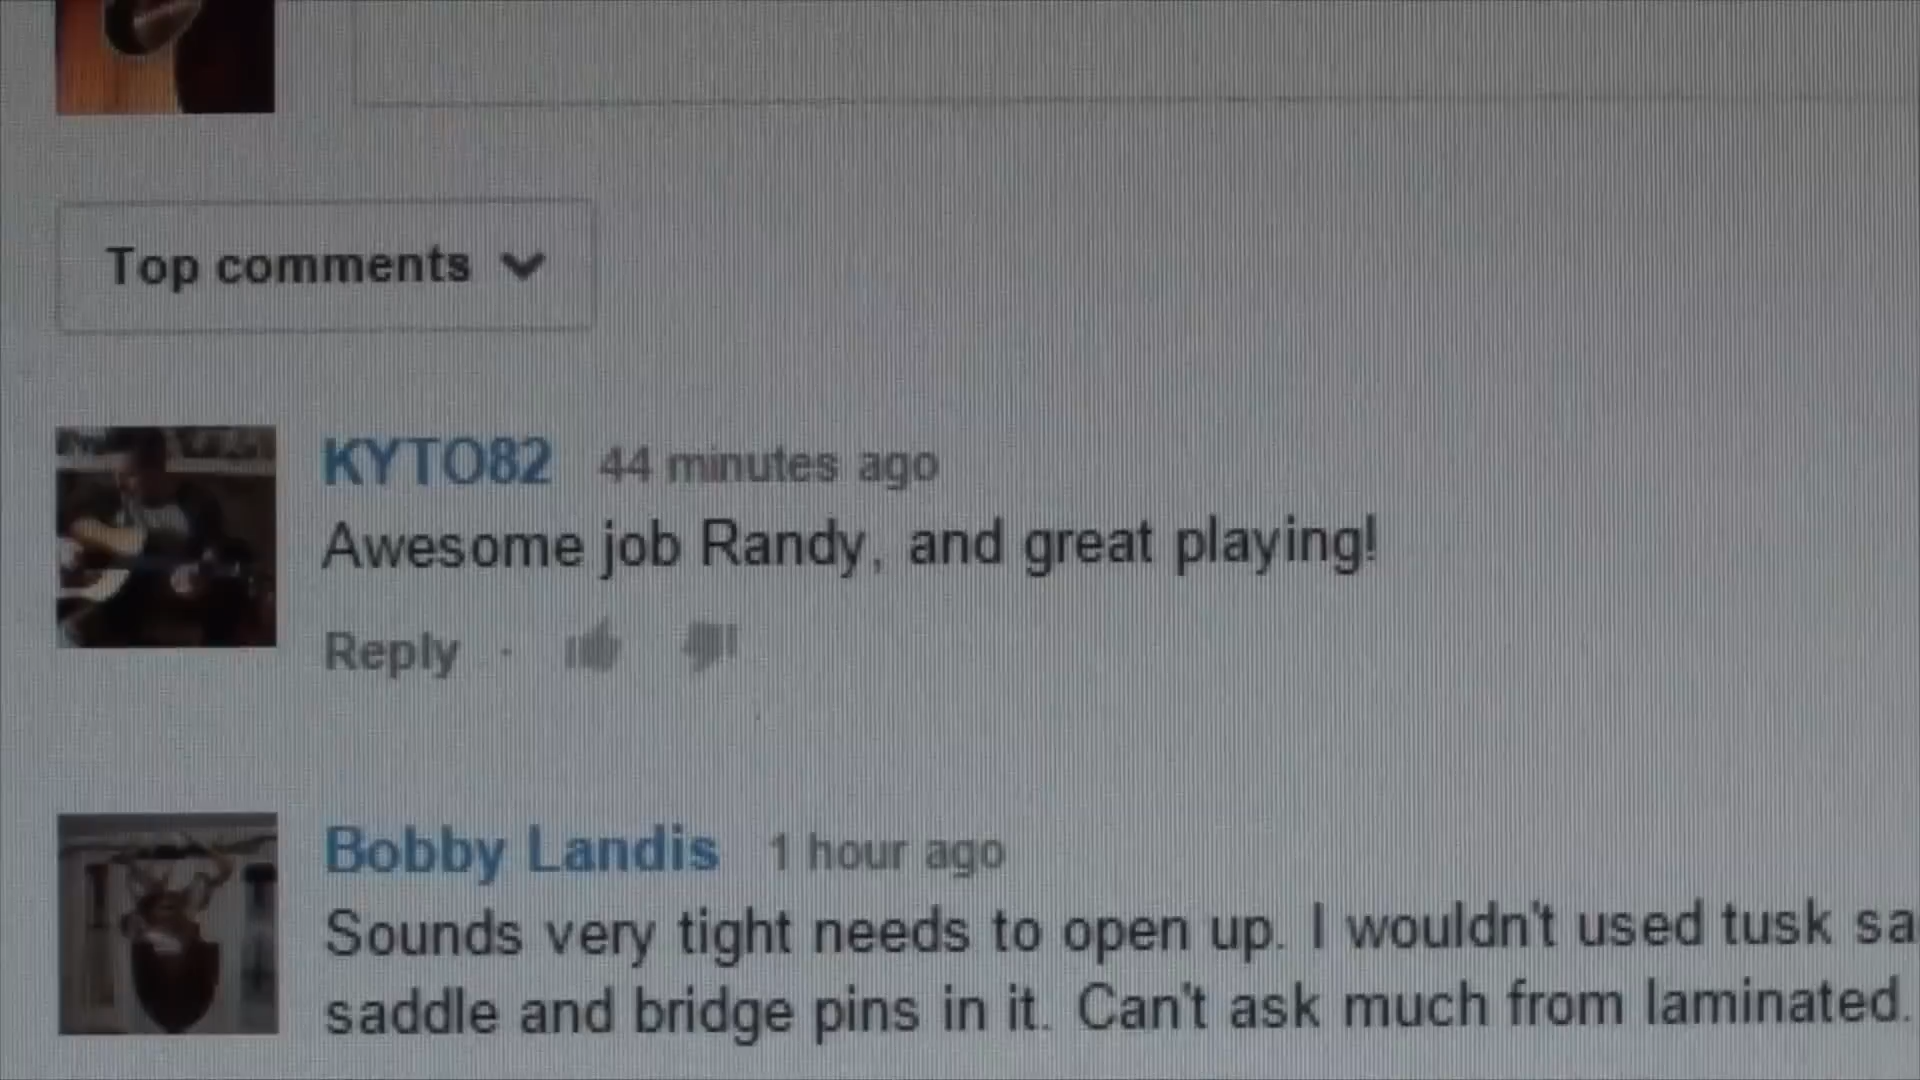 Top comments
KYTO82 44 minutes ago
Awesome job Randy, and great playing!
Reply ·
Bobby Landis 1 hour ago
Sounds very tight needs to open up. I wouldn't used tusk sa
saddle and bridge pins in it. Can't ask much from laminated.